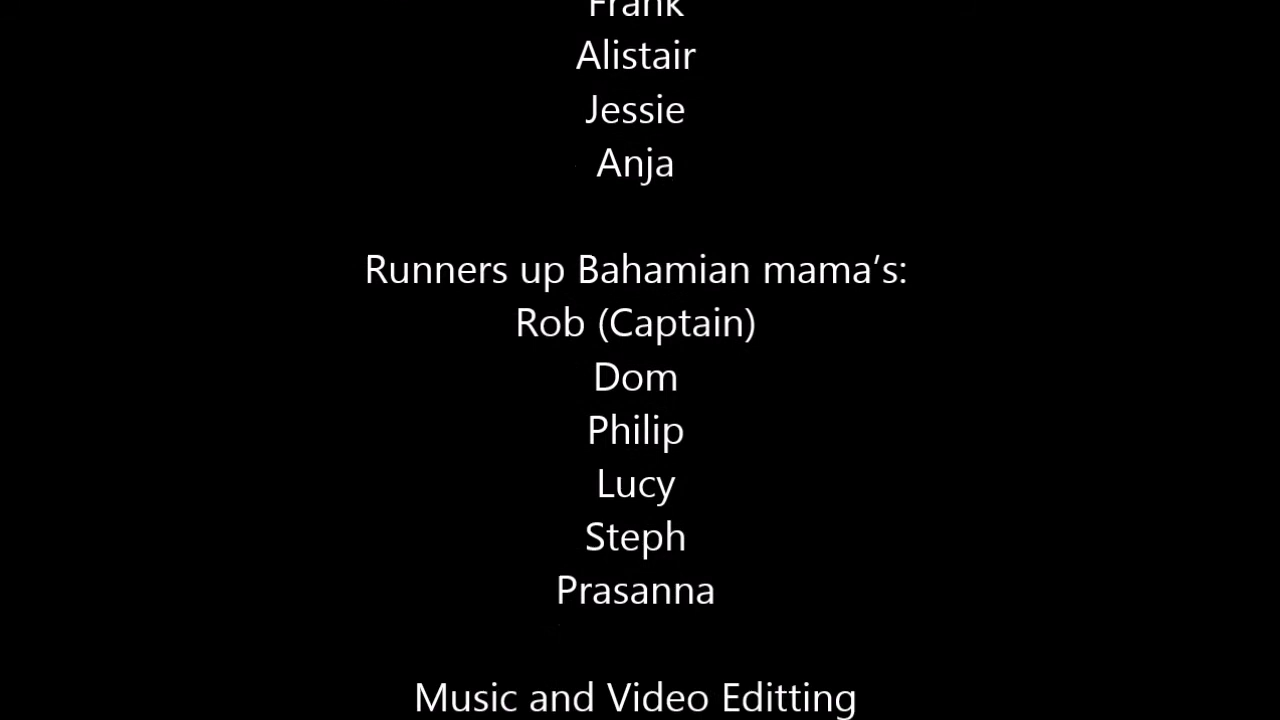 Frank
Alistair
Jessie
Anja
Runners up Bahamian mama’s:
Rob (Captain)
Dom
Philip
Lucy
Steph
Prasanna
Music and Video Editting